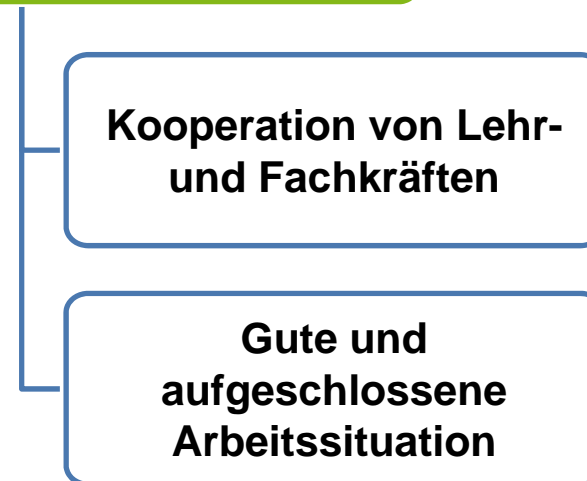 Kooperation von Lehr-
und Fachkräften
Gute und
aufgeschlossene
Arbeitssituation